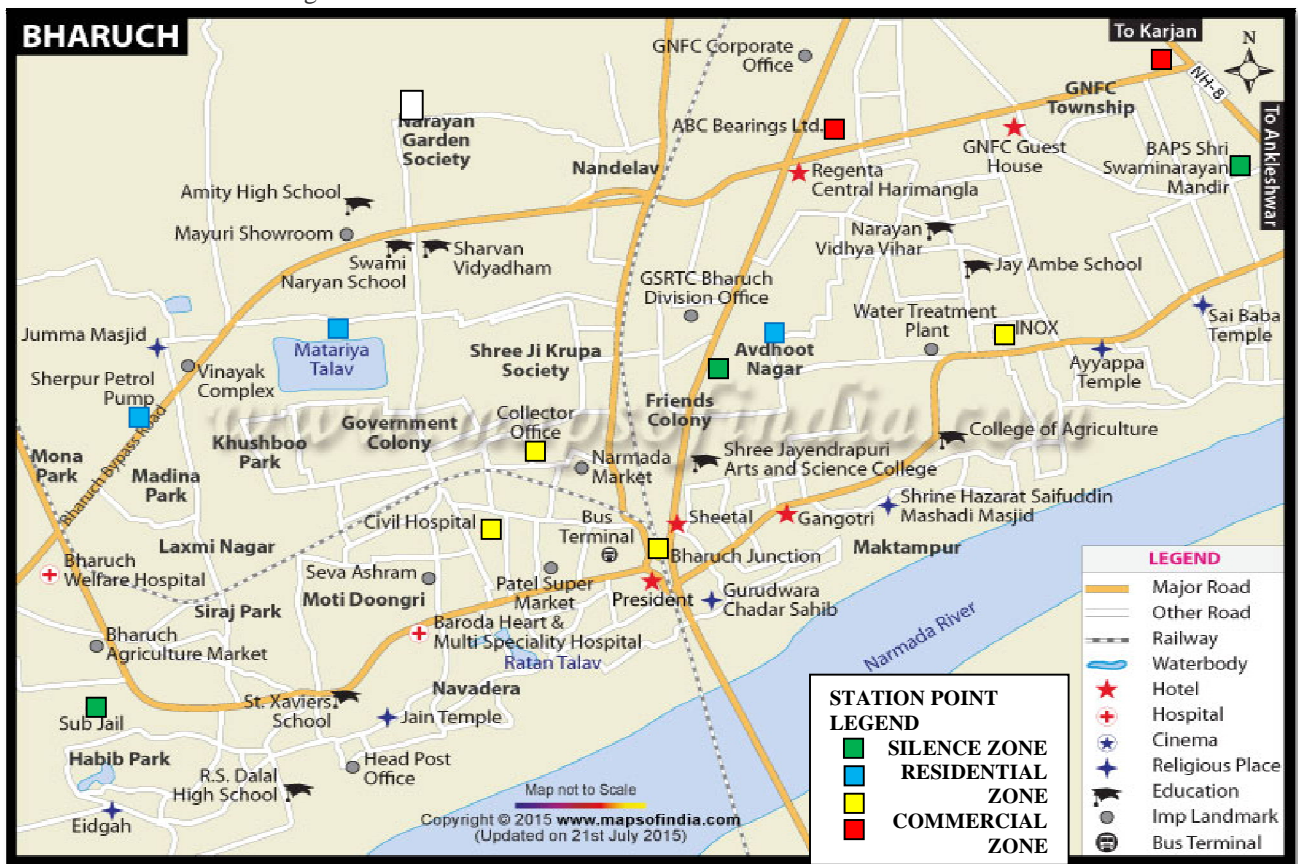 BHARUCH
To Karjan
N
NH-8
To Ankleshwar
GNFC Corporate
Office
GNFC
Township
ABC Bearings Ltd.
GNFC Guest
House
BAPS Shri
Swaminarayan
Mandir
Narayan
Garden
Society
Nandelav
Regenta
Central Harimangla
Amity High School
Mayuri Showroom
Swami
Naryan School
Sharvan
Vidyadham
Narayan
Vidhya Vihar
Jay Ambe School
GSRTC Bharuch
Division Office
Water Treatment
Plant
INOX
Sai Baba
Temple
Jumma Masjid
Matariya
Talav
Shree Ji Krupa
Society
Avdhoot
Nagar
Ayyappa
Temple
Sherpur Petrol
Pump
Vinayak
Complex
Friends
Colony
www.mapsofindia.com
Bharuch Bypass Road
Government
Colony
Collector
Office
College of Agriculture
Khushboo
Park
Mona
Park
Madina
Park
Narmada
Market
Shree Jayendrapuri
Arts and Science College
Shrine Hazarat Saifuddin
Mashadi Masjid
Civil Hospital
Bus
Terminal
Sheetal
Gangotri
Maktampur
Laxmi Nagar
Bharuch Junction
Bharuch
Welfare Hospital
Seva Ashram
Moti Doongri
Patel Super
Market
President
Gurudwara
Chadar Sahib
Siraj Park
Bharuch
Agriculture Market
Baroda Heart &
Multi Speciality Hospital
Ratan Talav
Narmada River
Navadera
St. Xaviers
School
Jain Temple
Sub Jail
Habib Park
Head Post
Office
R.S. Dalal
High School
Eidgah
Map not to Scale
Copyright © 2015 www.mapsofindia.com
(Updated on 21st July 2015)
STATION POINT
LEGEND
SILENCE ZONE
RESIDENTIAL
ZONE
COMMERCIAL
ZONE
LEGEND
Major Road
Other Road
Railway
Waterbody
Hotel
Hospital
Cinema
Religious Place
Education
Imp Landmark
Bus Terminal